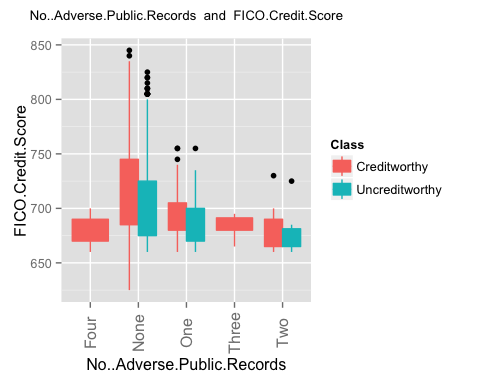 No..Adverse.Public.Records and FICO.Credit.Score
850
800
750
700
650
FICO.Credit.Score
Four
None
One
Three
Two
No..Adverse.Public.Records
Class
Creditworthy
Uncreditworthy